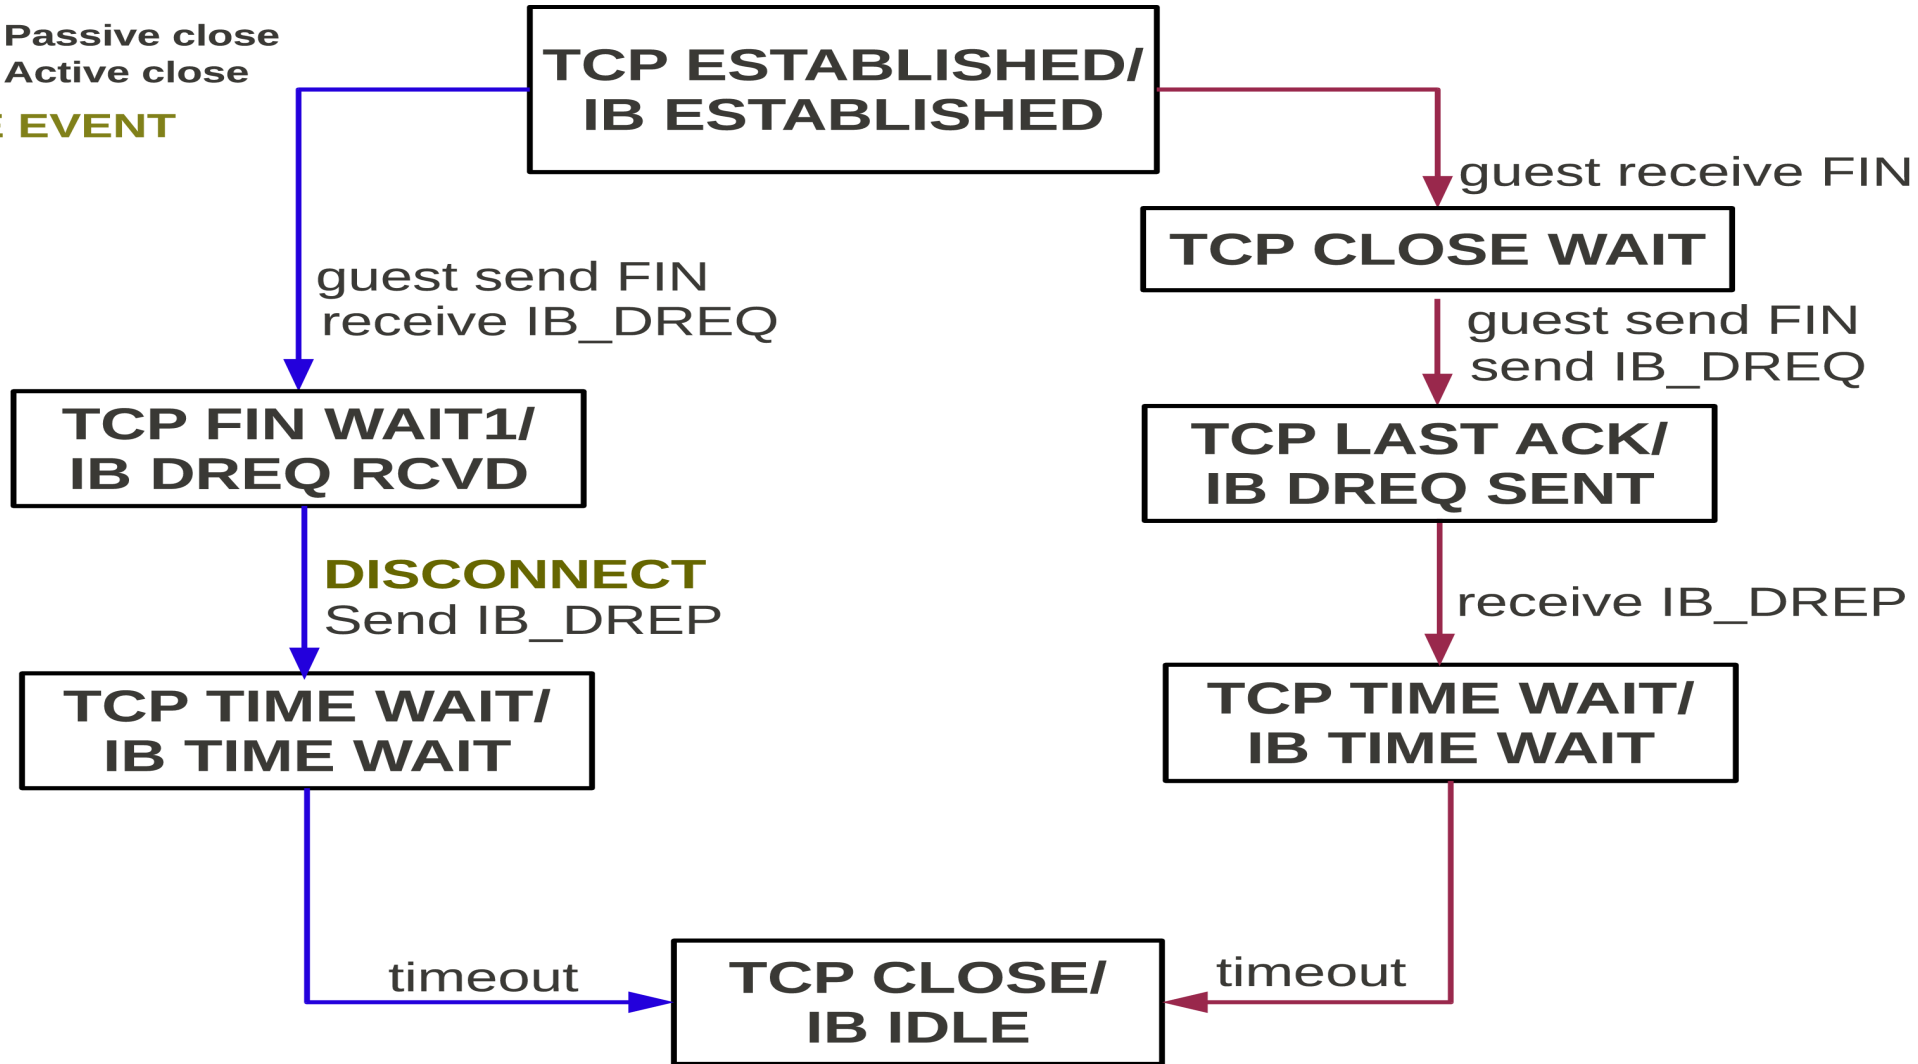 Passive close
Active close
EVENT
TCP ESTABLISHED/
IB ESTABLISHED
guest receive FIN
TCP CLOSE WAIT
guest send FIN
receive IB_DREQ
guest send FIN
send IB_DREQ
TCP FIN WAIT1/
IB DREQ RCVD
TCP LAST ACK/
IB DREQ SENT
DISCONNECT
Send IB_DREP
receive IB_DREP
TCP TIME WAIT/
IB TIME WAIT
TCP TIME WAIT/
IB TIME WAIT
timeout
TCP CLOSE/
IB IDLE
timeout